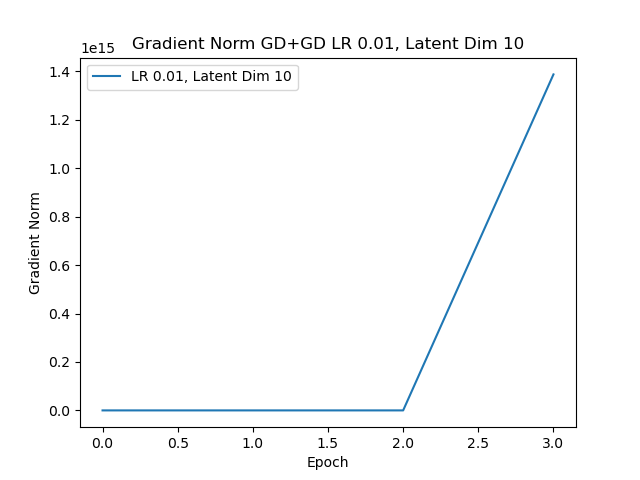 Gradient Norm GD+GD LR 0.01, Latent Dim 10
1e15
LR 0.01, Latent Dim 10
1.4
1.2
1.0
0.8
0.6
0.4
0.2
0.0
Gradient Norm
0.0 0.5 1.0 1.5 2.0 2.5 3.0
Epoch